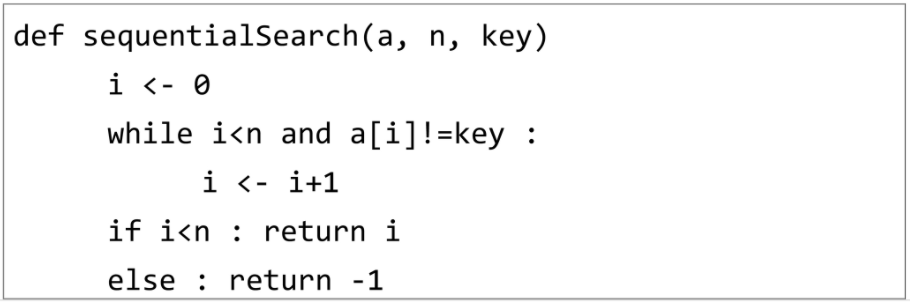 def sequentialSearch(a, n, key)
i <- 0
while i<n and a[i]!=key :
i <- i+1
if i<n : return i
else : return -1